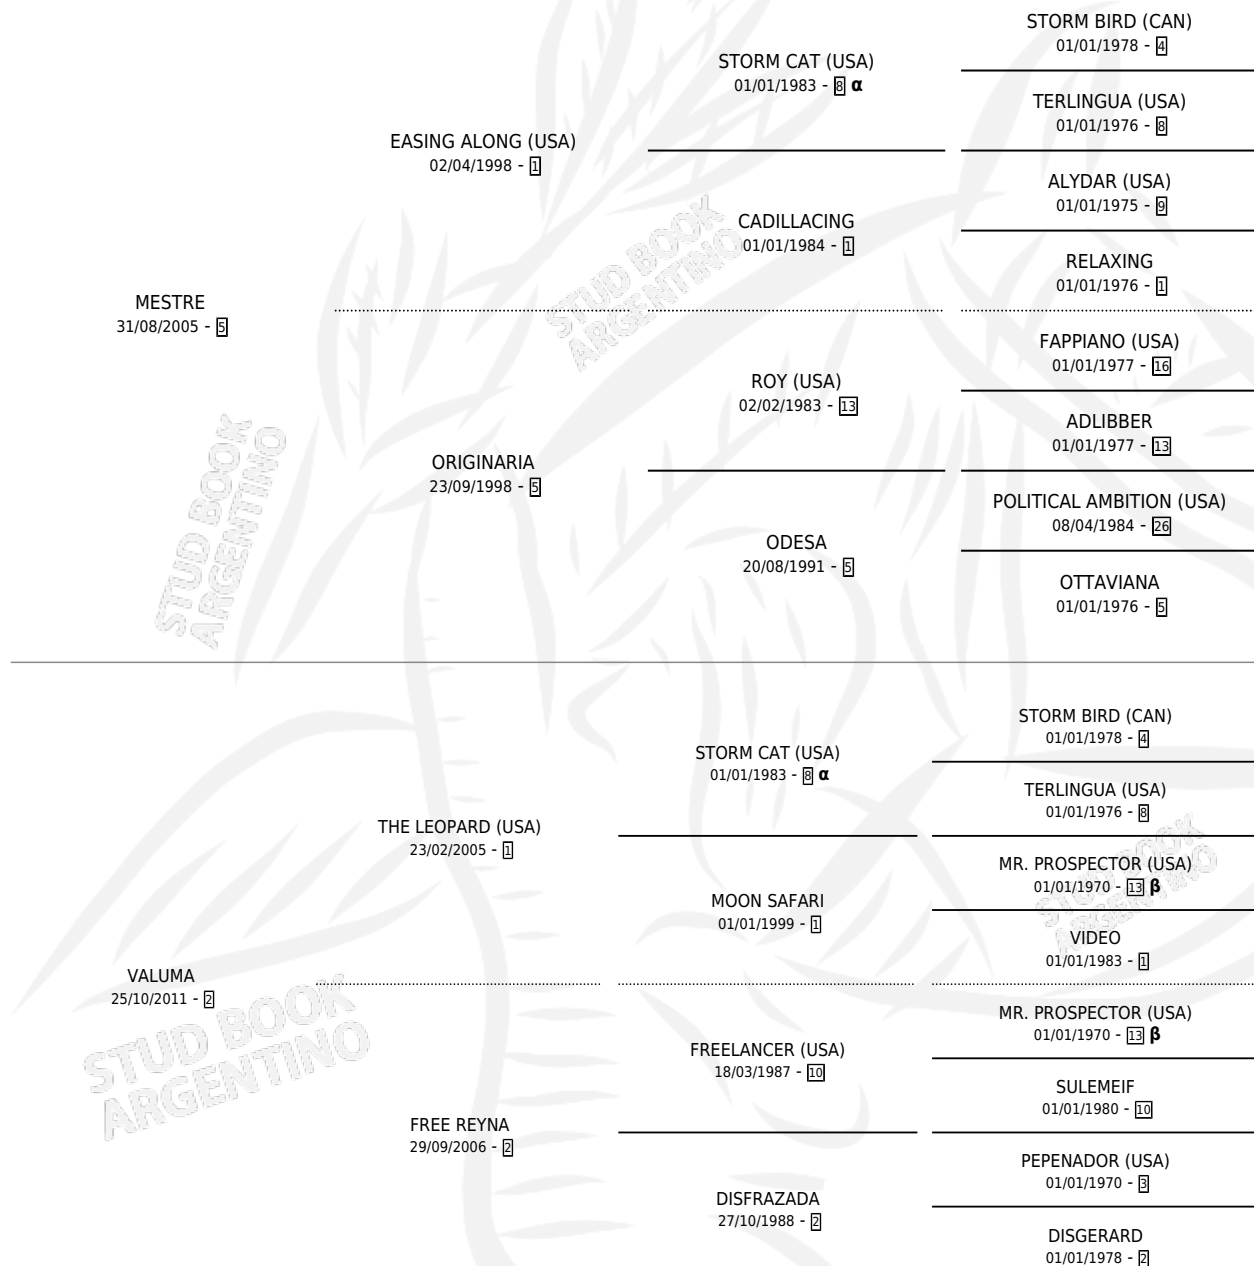 STORM BIRD (CAN)
01/01/1978 - 4
STORM CAT (USA)
01/01/1983 - 8 α
TERLINGUA (USA)
01/01/1976 - 8
EASING ALONG (USA)
02/04/1998 - 1
ALYDAR (USA)
01/01/1975 - 9
CADILLACING
01/01/1984 - 1
RELAXING
01/01/1976 - 1
MESTRE
31/08/2005 - 5
FAPPIANO (USA)
01/01/1977 - 16
ROY (USA)
02/02/1983 - 13
ADLIBBER
01/01/1977 - 13
ORIGINARIA
23/09/1998 - 5
POLITICAL AMBITION (USA)
08/04/1984 - 26
ODESA
20/08/1991 - 5
OTTAVIANA
01/01/1976 - 5
STORM BIRD (CAN)
01/01/1978 - 4
STORM CAT (USA)
01/01/1983 - 8 α
TERLINGUA (USA)
01/01/1976 - 8
THE LEOPARD (USA)
23/02/2005 - 1
MR. PROSPECTOR (USA)
01/01/1970 - 13 β
MOON SAFARI
01/01/1999 - 1
VIDEO
01/01/1983 - 1
VALUMA
25/10/2011 - 2
MR. PROSPECTOR (USA)
01/01/1970 - 13 β
FREELANCER (USA)
18/03/1987 - 10
SULEMEIF
01/01/1980 - 10
FREE REYNA
29/09/2006 - 2
PEPENADOR (USA)
01/01/1970 - 3
DISFRAZADA
27/10/1988 - 2
DISGERARD
01/01/1978 - 2
STUD BOOK
ARGENTINO
STUD BOOK
ARGENTINO
STUD BOOK
ARGENTINO
STUD BOOK
ARGENTINO